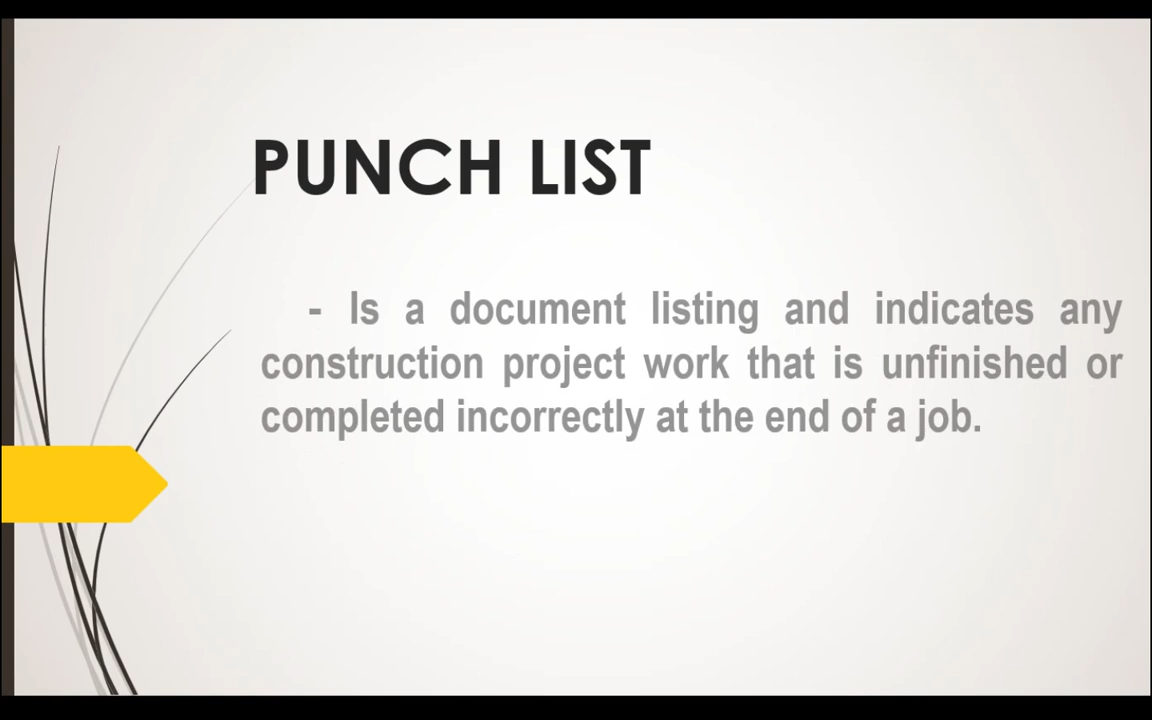 PUNCH LIST
- Is a document listing and indicates any
construction project work that is unfinished or
completed incorrectly at the end of a job.